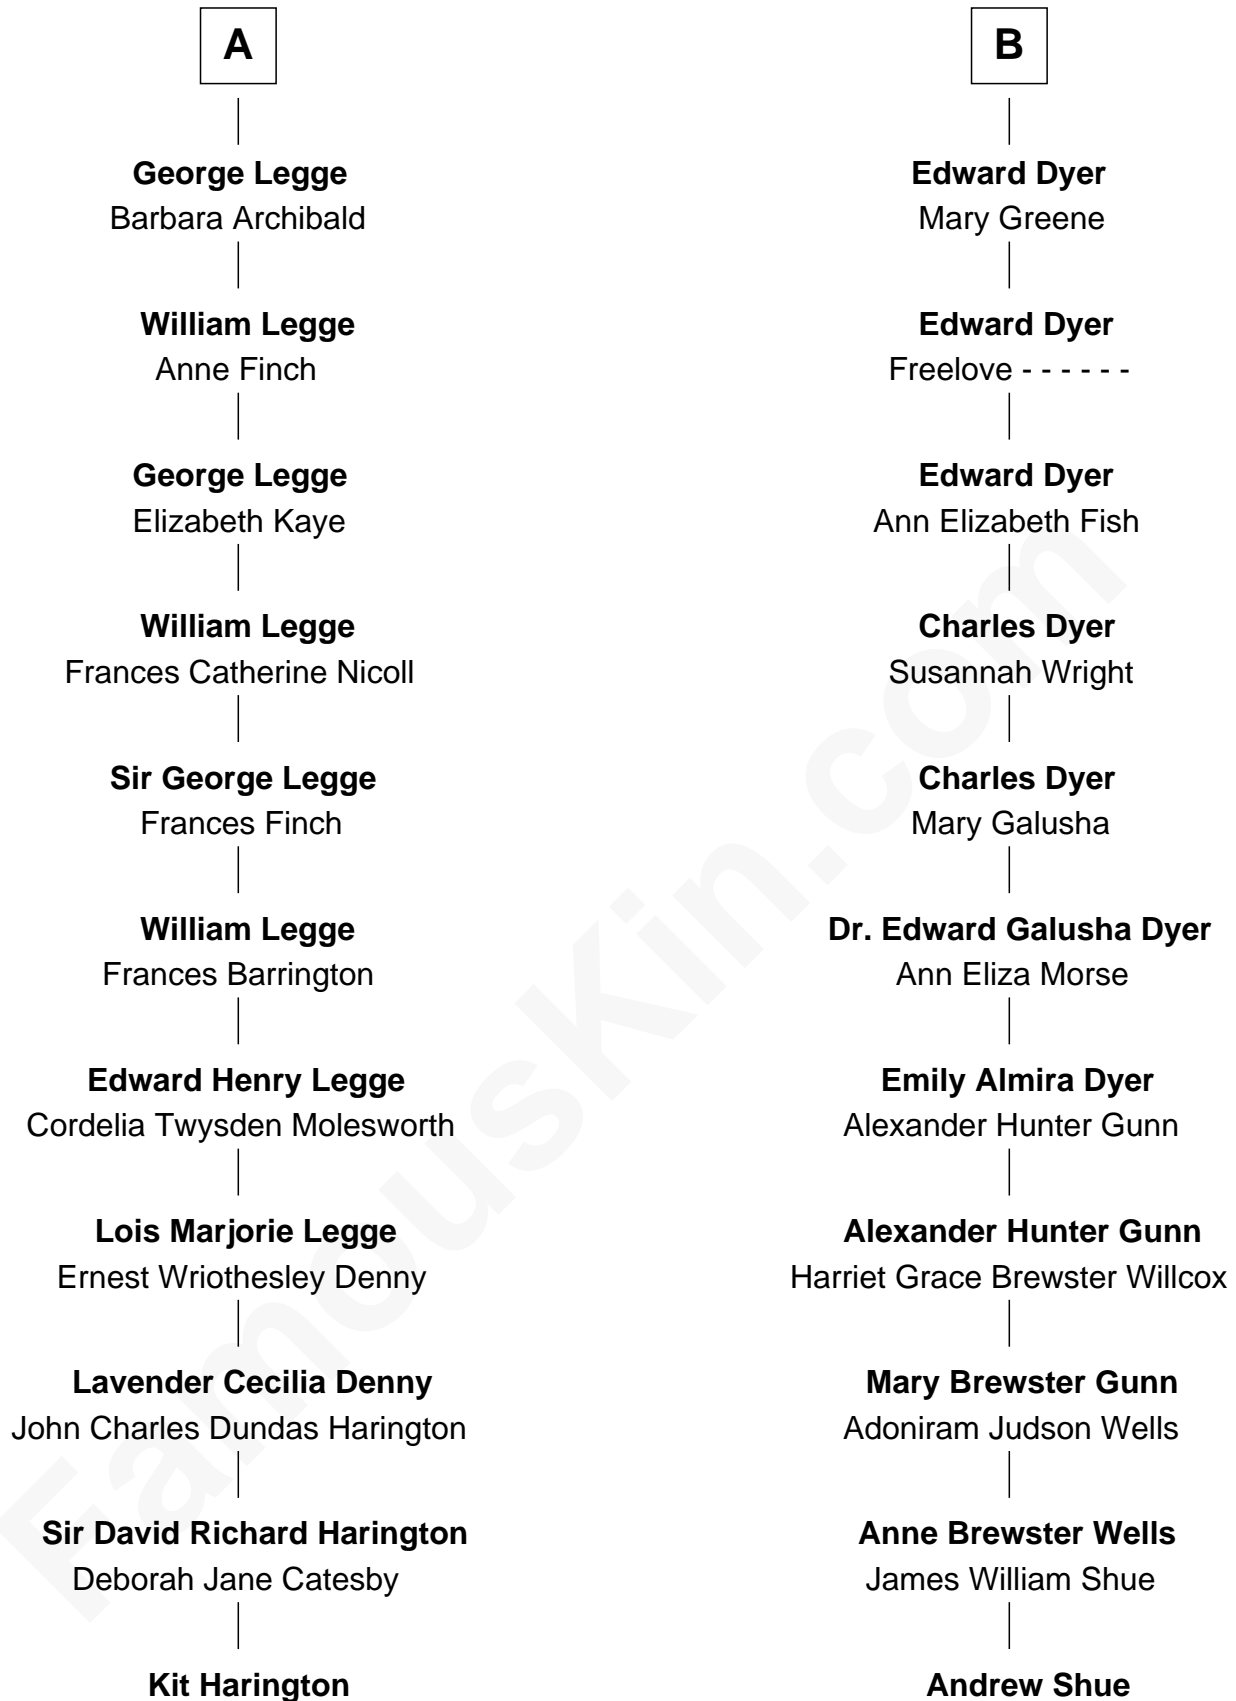 A
George Legge
Barbara Archibald
William Legge
Anne Finch
George Legge
Elizabeth Kaye
William Legge
Frances Catherine Nicoll
Sir George Legge
Frances Finch
William Legge
Frances Barrington
Edward Henry Legge
Cordelia Twysden Molesworth
Lois Marjorie Legge
Ernest Wriothesley Denny
Lavender Cecilia Denny
John Charles Dundas Harington
Sir David Richard Harington
Deborah Jane Catesby
Kit Harington
B
Edward Dyer
Mary Greene
Edward Dyer
Freelove - - - - - -
Edward Dyer
Ann Elizabeth Fish
Charles Dyer
Susannah Wright
Charles Dyer
Mary Galusha
Dr. Edward Galusha Dyer
Ann Eliza Morse
Emily Almira Dyer
Alexander Hunter Gunn
Alexander Hunter Gunn
Harriet Grace Brewster Willcox
Mary Brewster Gunn
Adoniram Judson Wells
Anne Brewster Wells
James William Shue
Andrew Shue
FamousKin.com